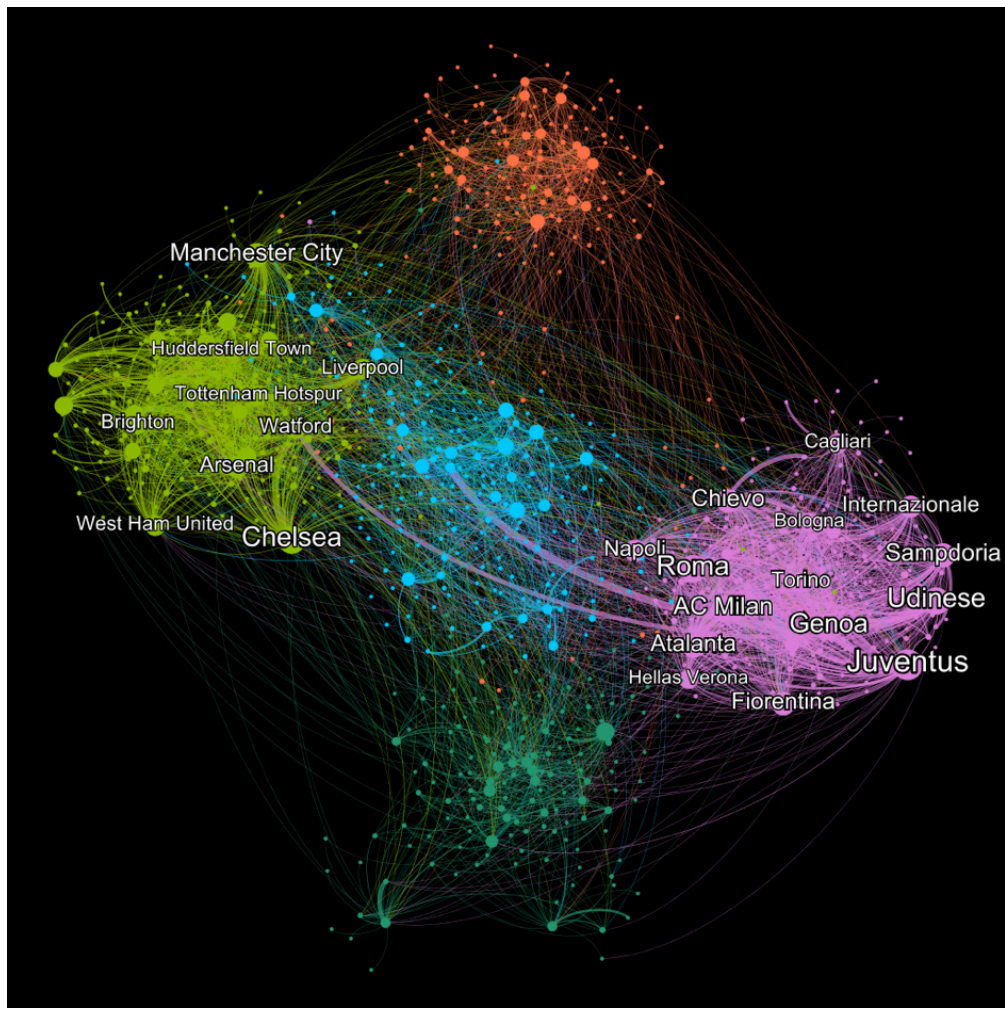 Manchester City
Huddersfield Town
Liverpool
Tottenham Hotspur
Brighton
Watford
Arsenal
West Ham United
Chelsea
Cagliari
Chievo
Internazionale
Bologna
Napoli
Sampdoria
Roma
Torino
Udinese
AC Milan
Genoa
Atalanta
Juventus
Hellas Verona
Fiorentina